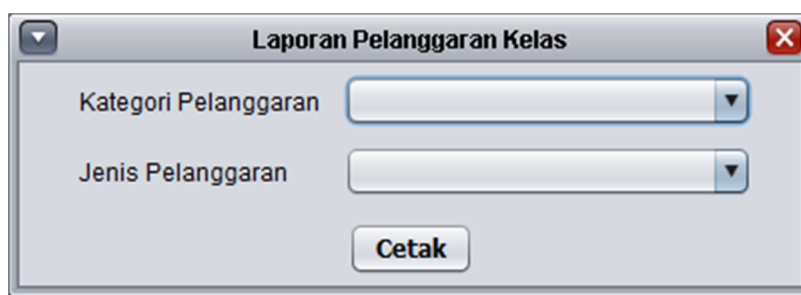 Laporan Pelanggaran Kelas
Kategori Pelanggaran
Jenis Pelanggaran
Cetak